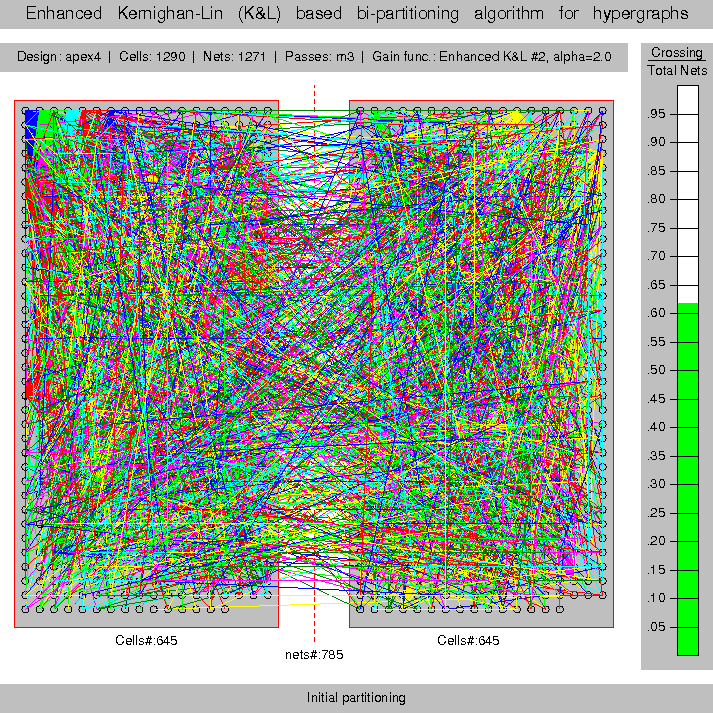 Enhanced Kernighan-Lin (K&L) based bi-partitioning algorithm for hypergraphs
Design: apex4 | Cells: 1290 | Nets: 1271 | Passes: m3 | Gain func.: Enhanced K&L #2, alpha=2.0
Crossing
Total Nets
.95
.90
.85
.80
.75
.70
.65
.60
.55
.50
.45
.40
.35
.30
.25
.20
.15
.10
.05
Cells#:645
Cells#:645
nets#:785
Initial partitioning